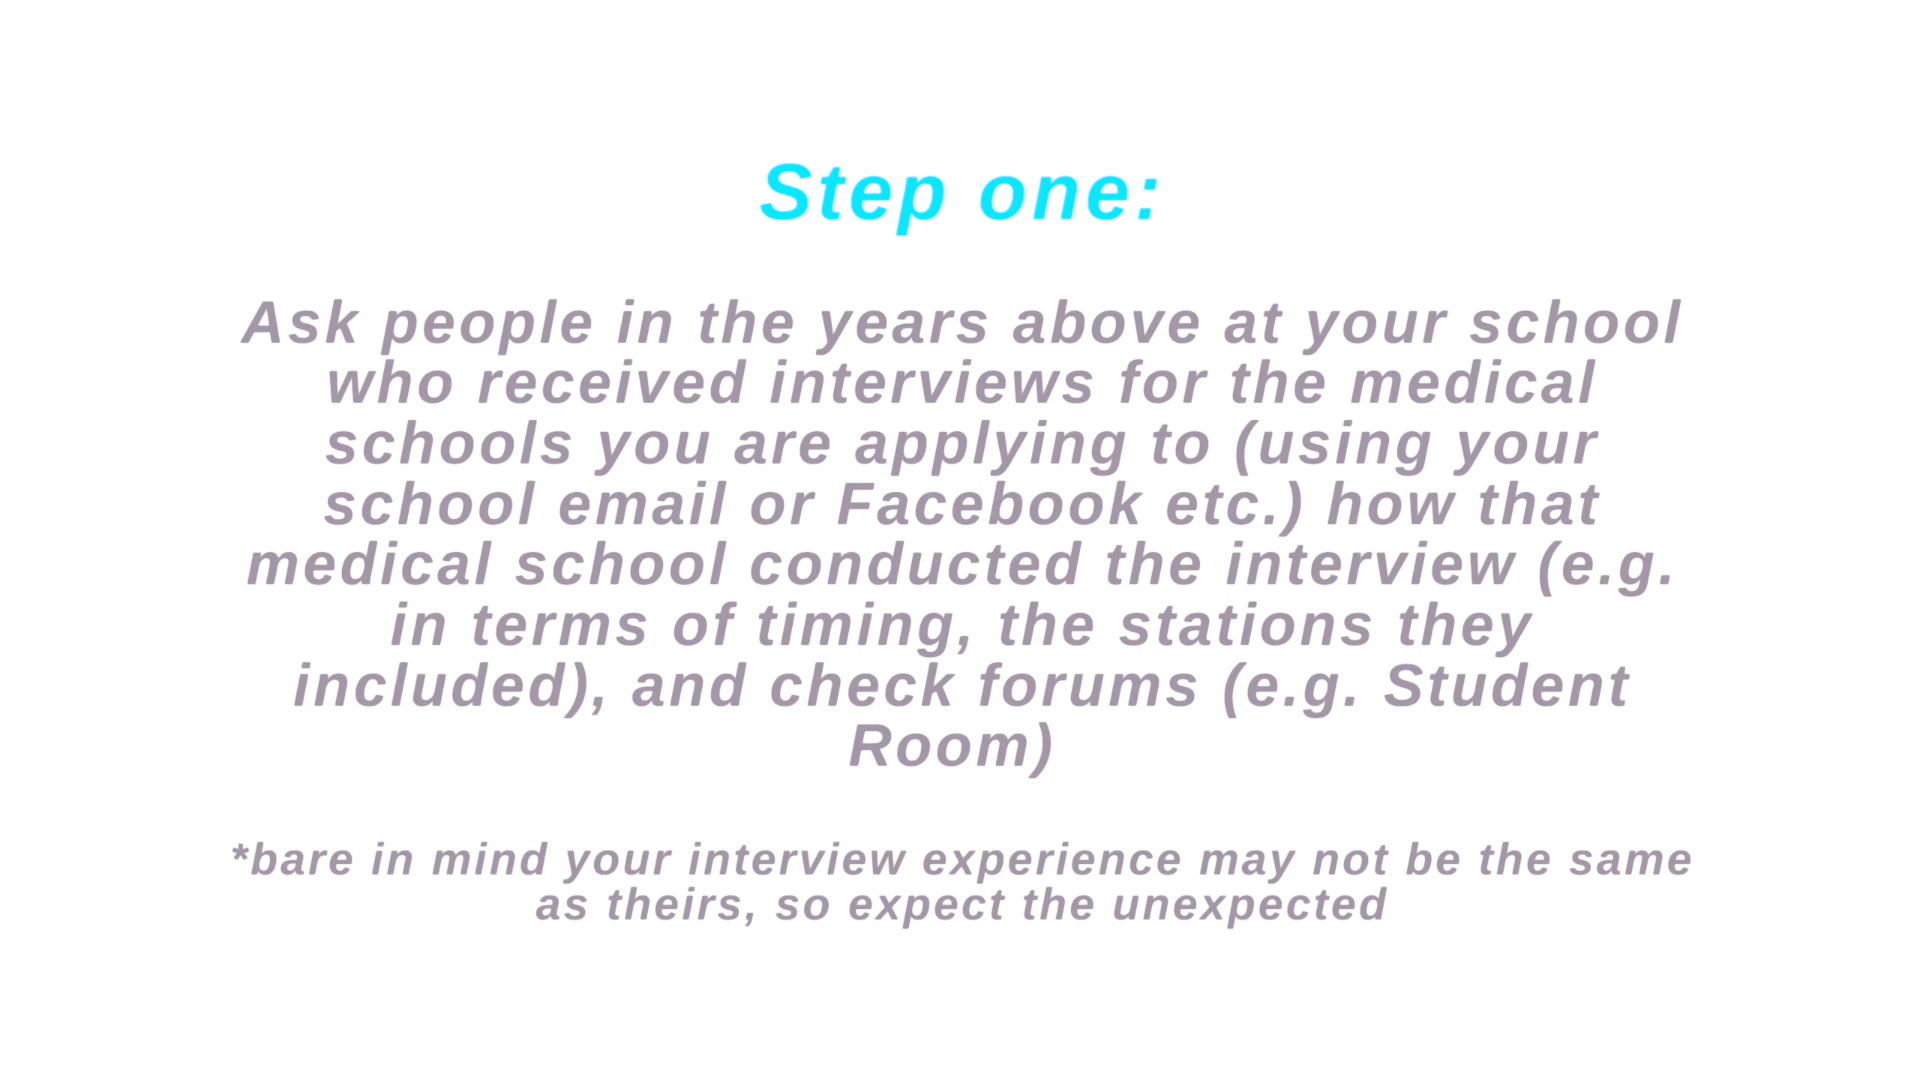 Step one:
Ask people in the years above at your school
who received interviews for the medical
schools you are applying to (using your
school email or Facebook etc.) how that
medical school conducted the interview (e.g.
in terms of timing, the stations they
included), and check forums (e.g. Student
Room)
*bare in mind your interview experience may not be the same
as theirs, so expect the unexpected